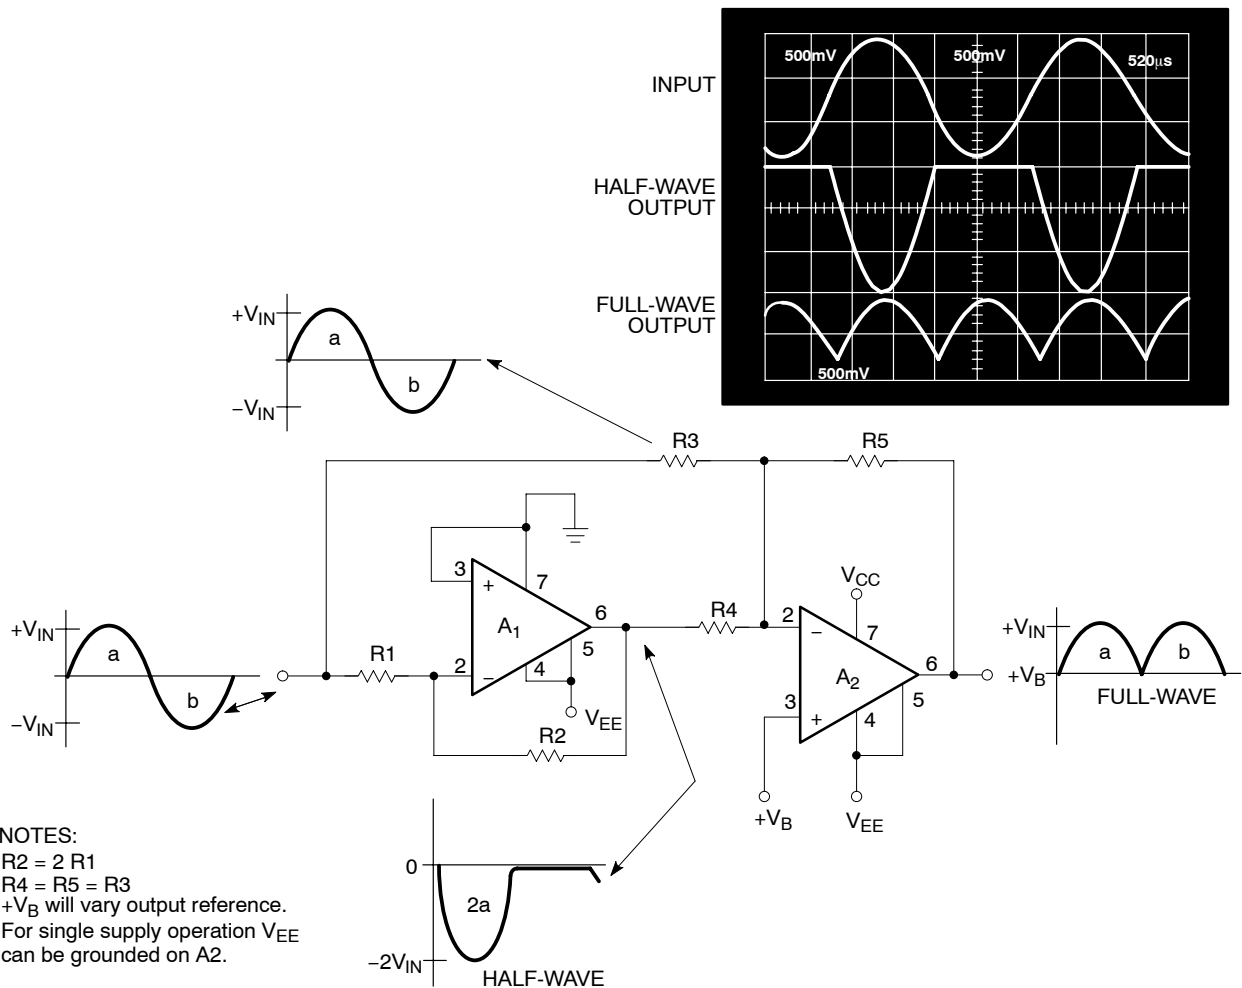 500mV
500mV
520μs
INPUT
HALF-WAVE
OUTPUT
FULL-WAVE
OUTPUT
500mV
+VIN
a
b
−VIN
R3
R5
3
+
7
A1
6
2
−
4
5
VEE
R1
R2
R4
+VIN
a
b
−VIN
VCC
2
−
7
A2
6
3
+
4
5
+VB
VEE
+VIN
a
b
+VB
FULL-WAVE
0
2a
−2VIN
HALF-WAVE
NOTES:
R2 = 2 R1
R4 = R5 = R3
+VB will vary output reference.
For single supply operation VEE
can be grounded on A2.